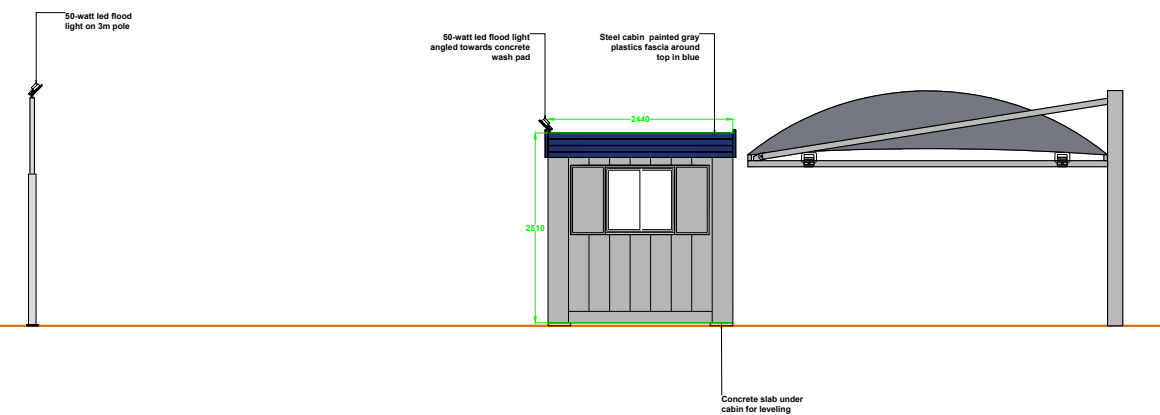 50-watt led flood
light on 3m pole
50-watt led flood light
angled towards concrete
wash pad
Steel cabin painted gray
plastics fascia around
top in blue
2440
2510
Concrete slab under
cabin for leveling